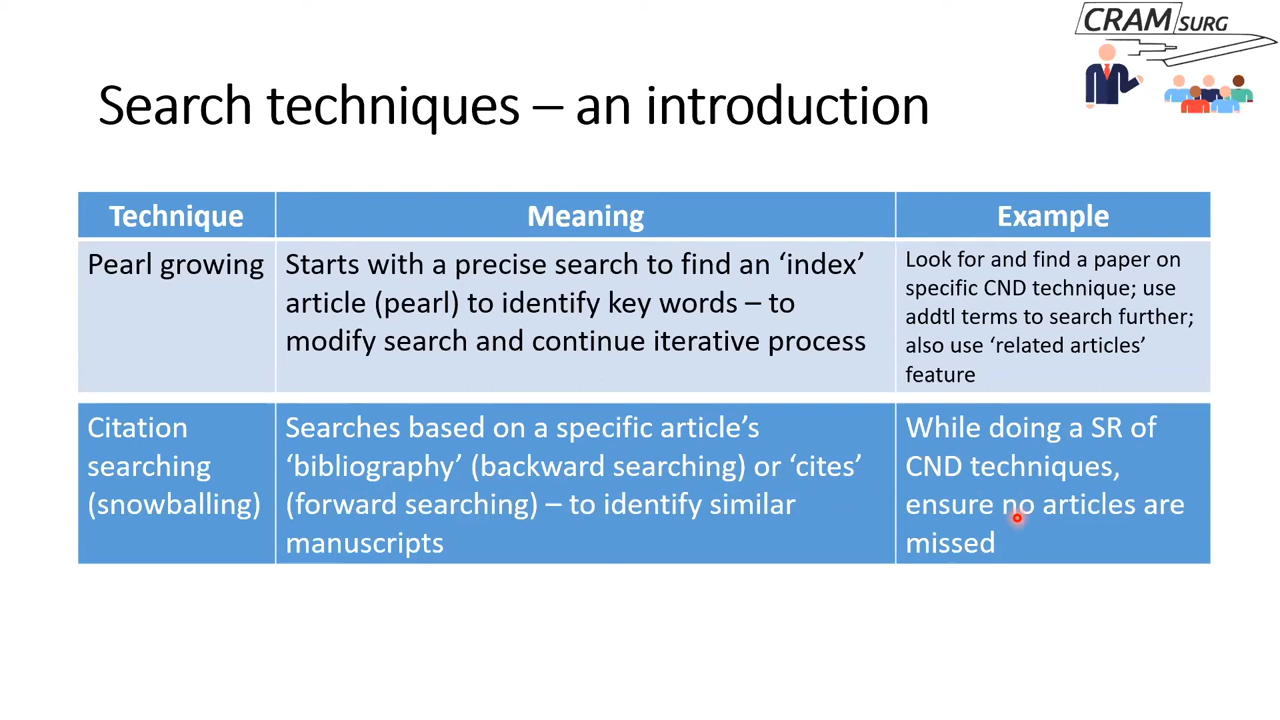 CRAM SURG
Search techniques – an introduction
Technique
Meaning
Example
Pearl growing
Starts with a precise search to find an ‘index’
article (pearl) to identify key words – to
modify search and continue iterative process
Look for and find a paper on
specific CND technique; use
addtl terms to search further;
also use ‘related articles’
feature
Citation
searching
(snowballing)
Searches based on a specific article’s
‘bibliography’ (backward searching) or ‘cites’
(forward searching) – to identify similar
manuscripts
While doing a SR of
CND techniques,
ensure no articles are
missed